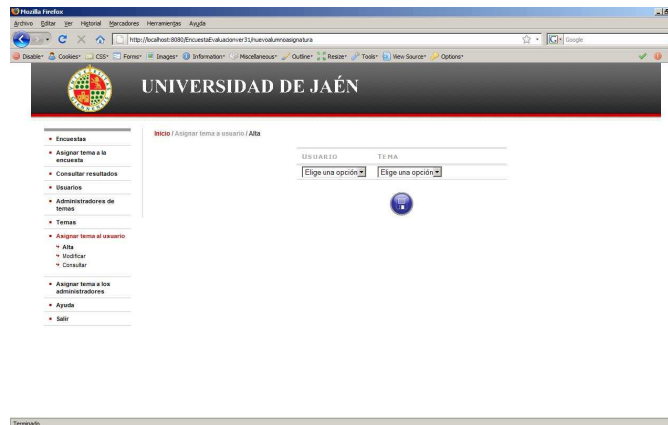 Mozilla Firefox
Archivo Editar Ver Historial Marcadores Herramientas Ayuda
http://localhost:8080/EncuestaEvaluacionver31/nuevoalumnoasignatura
Google
Disable Cookies CSS Forms Images Information Miscellaneous Outline Resize Tools View Source Options
UNIVERSIDAD DE JAÉN
Inicio / Asignar tema a usuario / Alta
Encuestas
Asignar tema a la
encuesta
Consultar resultados
Usuarios
Administradores de
temas
Temas
Asignar tema al usuario
Alta
Modificar
Consultar
Asignar tema a los
administradores
Ayuda
Salir
USUARIO TEMA
Elige una opción Elige una opción
Terminado